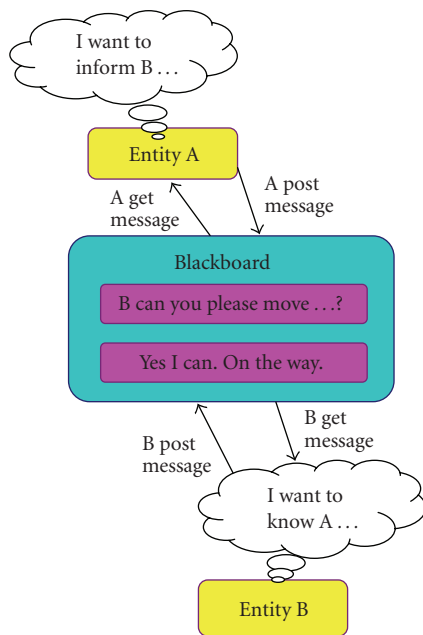 I want to
inform B ...
Entity A
A get
message
A post
message
Blackboard
B can you please move ...?
Yes I can. On the way.
B post
message
B get
message
I want to
know A ...
Entity B